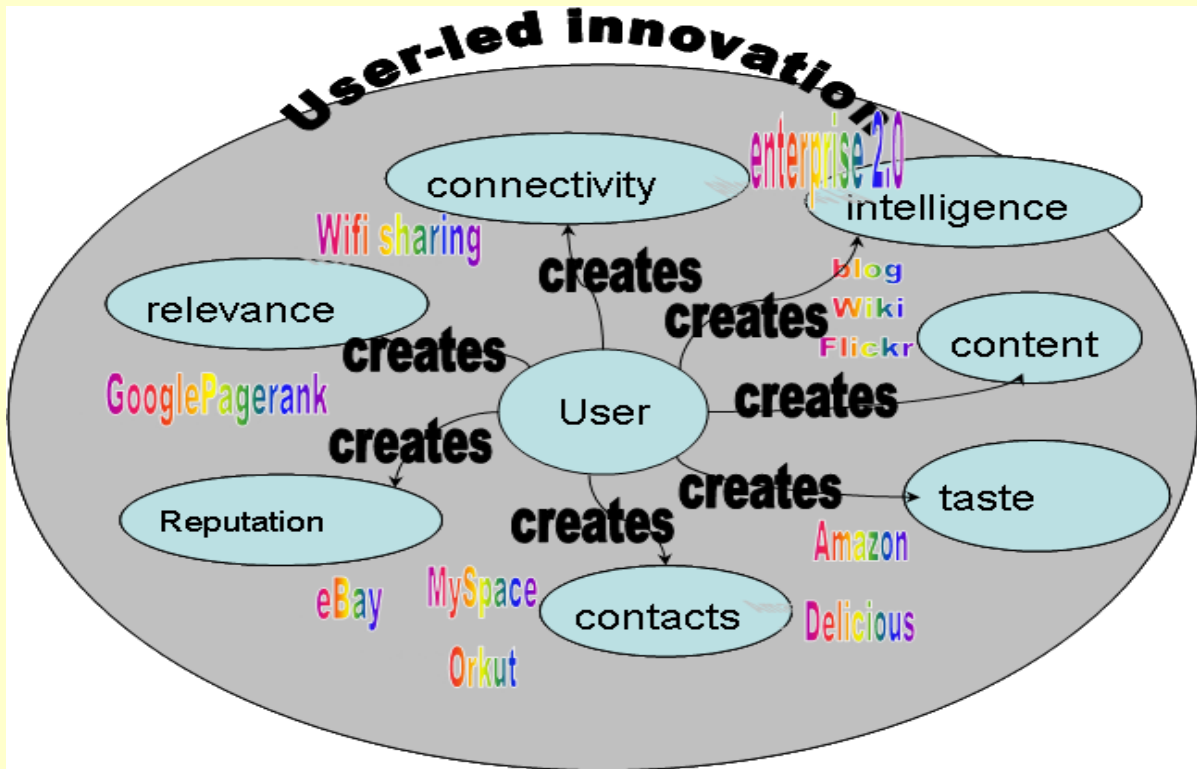 User-led innovation
enterprise 2.0
connectivity
intelligence
Wifi sharing
creates
blog
relevance
creates
Wiki
creates
Flickr
content
GooglePagerank
creates
User
creates
creates
creates
taste
Reputation
creates
Amazon
eBay
MySpace
contacts
Delicious
Orkut